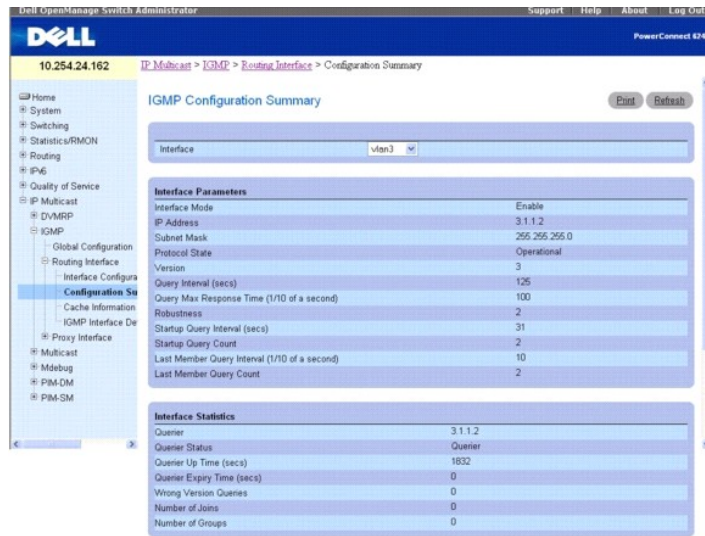 Dell OpenManage Switch Administrator Support Help About Log Out
DELL
PowerConnect 624
10.254.24.162
IP Multicast > IGMP > Routing Interface > Configuration Summary
Home
System
Switching
Statistics/RMON
Routing
IPv6
Quality of Service
IP Multicast
DVMRP
IGMP
Global Configuration
Routing Interface
Interface Configura
Configuration Su
Cache Information
IGMP Interface De
Proxy Interface
Multicast
Mdebug
PIM-DM
PIM-SM
IGMP Configuration Summary
Print Refresh
Interface vlan3
Interface Parameters
Interface Mode Enable
IP Address 3.1.1.2
Subnet Mask 255.255.255.0
Protocol State Operational
Version 3
Query Interval (secs) 125
Query Max Response Time (1/10 of a second) 100
Robustness 2
Startup Query Interval (secs) 31
Startup Query Count 2
Last Member Query Interval (1/10 of a second) 10
Last Member Query Count 2
Interface Statistics
Querier 3.1.1.2
Querier Status Querier
Querier Up Time (secs) 1832
Querier Expiry Time (secs) 0
Wrong Version Queries 0
Number of Joins 0
Number of Groups 0